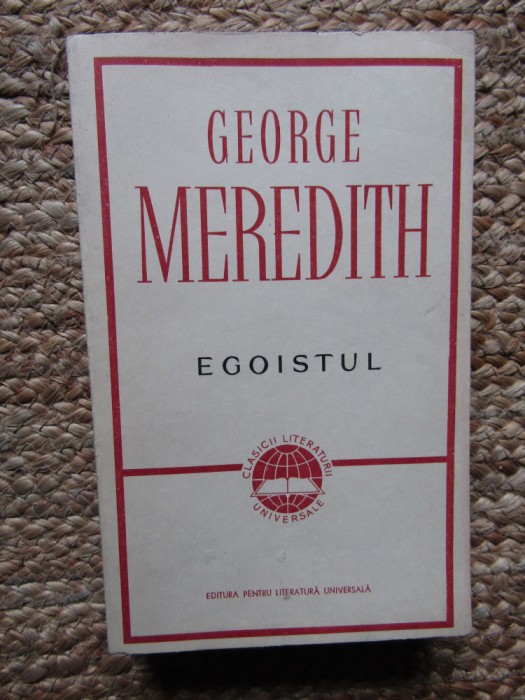 GEORGE
MEREDITH
EGOISTUL
CLASICII LITERATURII
UNIVERSALE
EDITURA PENTRU LITERATURĂ UNIVERSALĂ